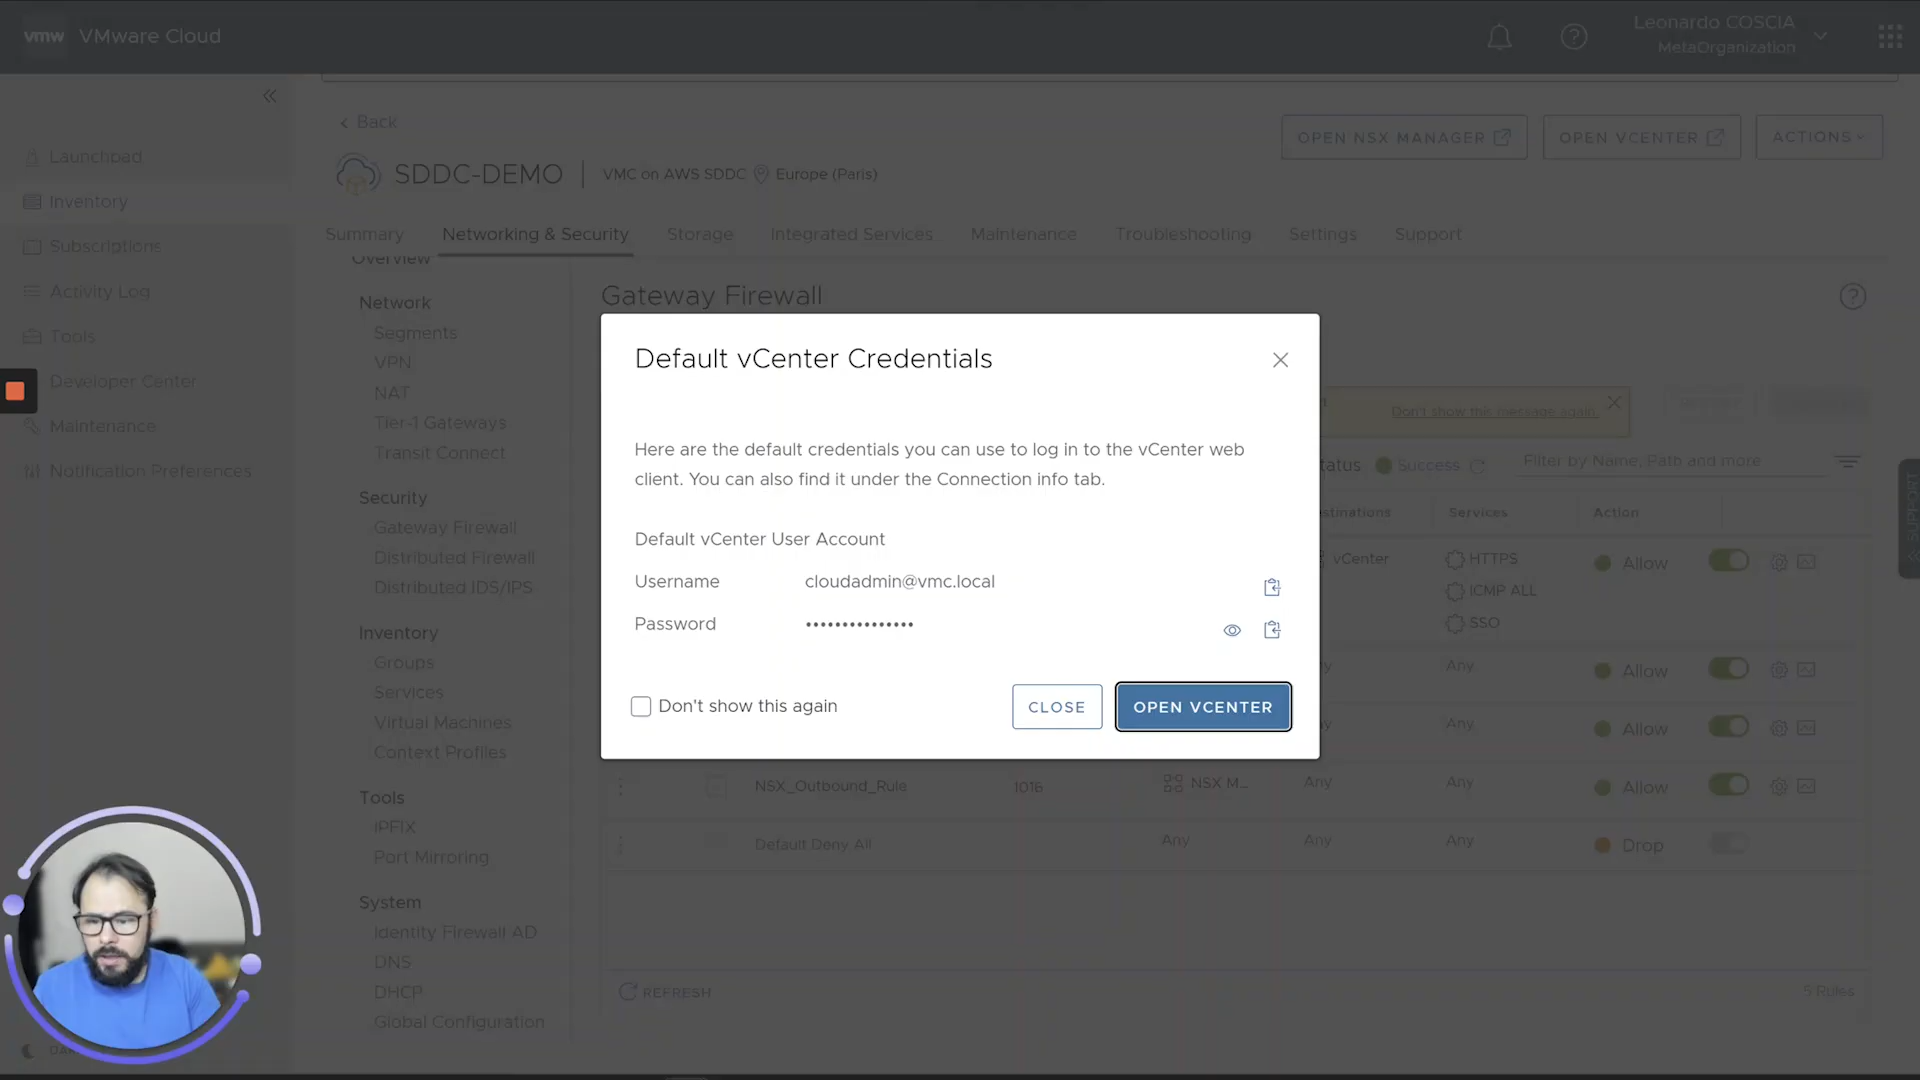 vmw VMware Cloud
Leonardo COSCIA
MetaOrganization
Back
OPEN NSX MANAGER
OPEN VCENTER
ACTIONS
SDDC-DEMO
VMC on AWS SDDC
Europe (Paris)
Launchpad
Inventory
Subscriptions
Activity Log
Tools
Developer Center
Maintenance
Notification Preferences
Summary
Networking & Security
Storage
Integrated Services
Maintenance
Troubleshooting
Settings
Support
Overview
Network
Segments
VPN
NAT
Tier-1 Gateways
Transit Connect
Security
Gateway Firewall
Distributed Firewall
Distributed IDS/IPS
Inventory
Groups
Services
Virtual Machines
Context Profiles
Tools
IPFIX
Port Mirroring
System
Identity Firewall AD
DNS
DHCP
Global Configuration
Gateway Firewall
Default vCenter Credentials
Here are the default credentials you can use to log in to the vCenter web
client. You can also find it under the Connection info tab.
Default vCenter User Account
Username cloudadmin@vmc.local
Password •••••••••••••••
Don't show this again
CLOSE
OPEN VCENTER
Don't show this message again.
tatus Success
Filter by Name, Path and more
stinations Services Action
vCenter HTTPS Allow
ICMP ALL
SSO
Any Allow
Any Allow
NSX_Outbound_Rule 1016 NSX M... Any Any Allow
Default Deny All Any Any Any Drop
REFRESH
5 Rules
SUPPORT